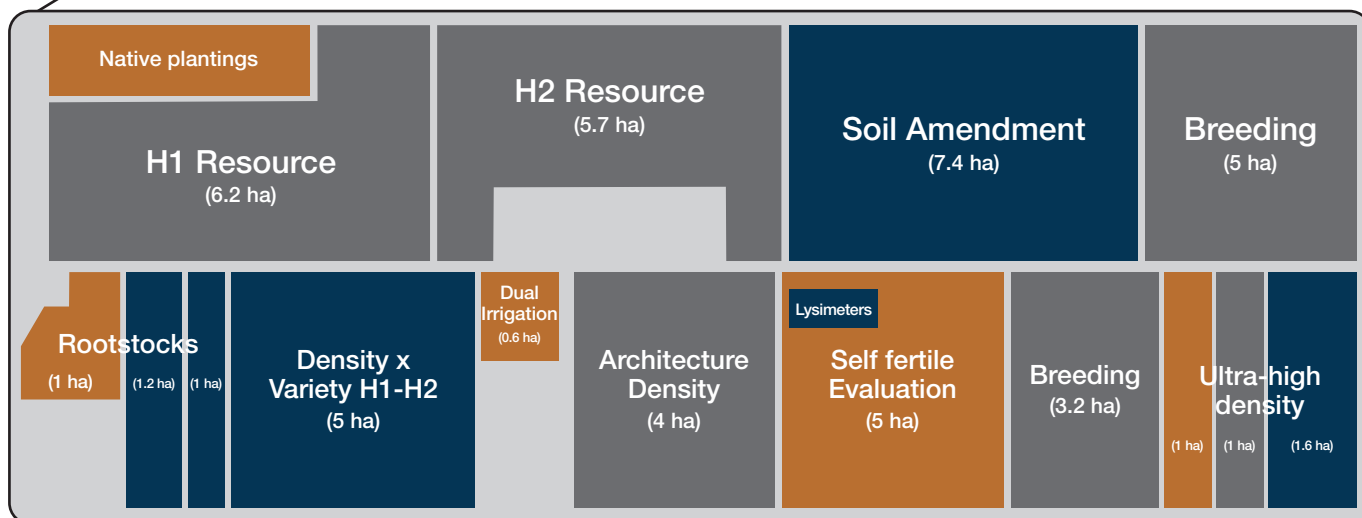 Native plantings
H1 Resource
(6.2 ha)
H2 Resource
(5.7 ha)
Soil Amendment
(7.4 ha)
Breeding
(5 ha)
Rootstocks
(1 ha)
(1.2 ha)
(1 ha)
Density x
Variety H1-H2
(5 ha)
Dual
Irrigation
(0.6 ha)
Architecture
Density
(4 ha)
Lysimeters
Self fertile
Evaluation
(5 ha)
Breeding
(3.2 ha)
Ultra-high
density
(1 ha)
(1 ha)
(1.6 ha)